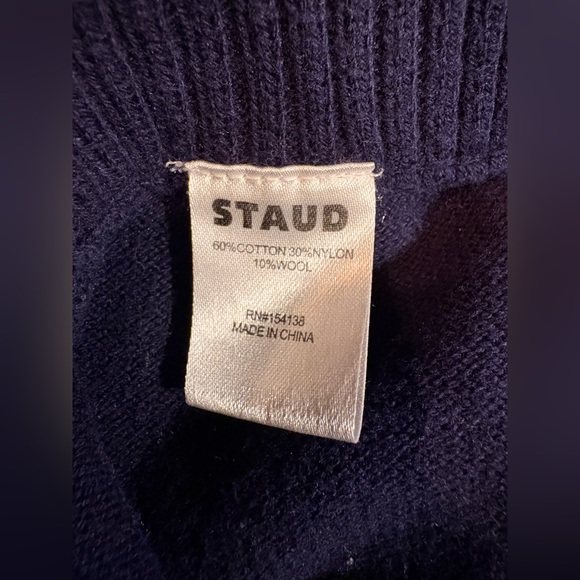 STAUD
60%COTTON 30%NYLON
10%WOOL
RN#154138
MADE IN CHINA